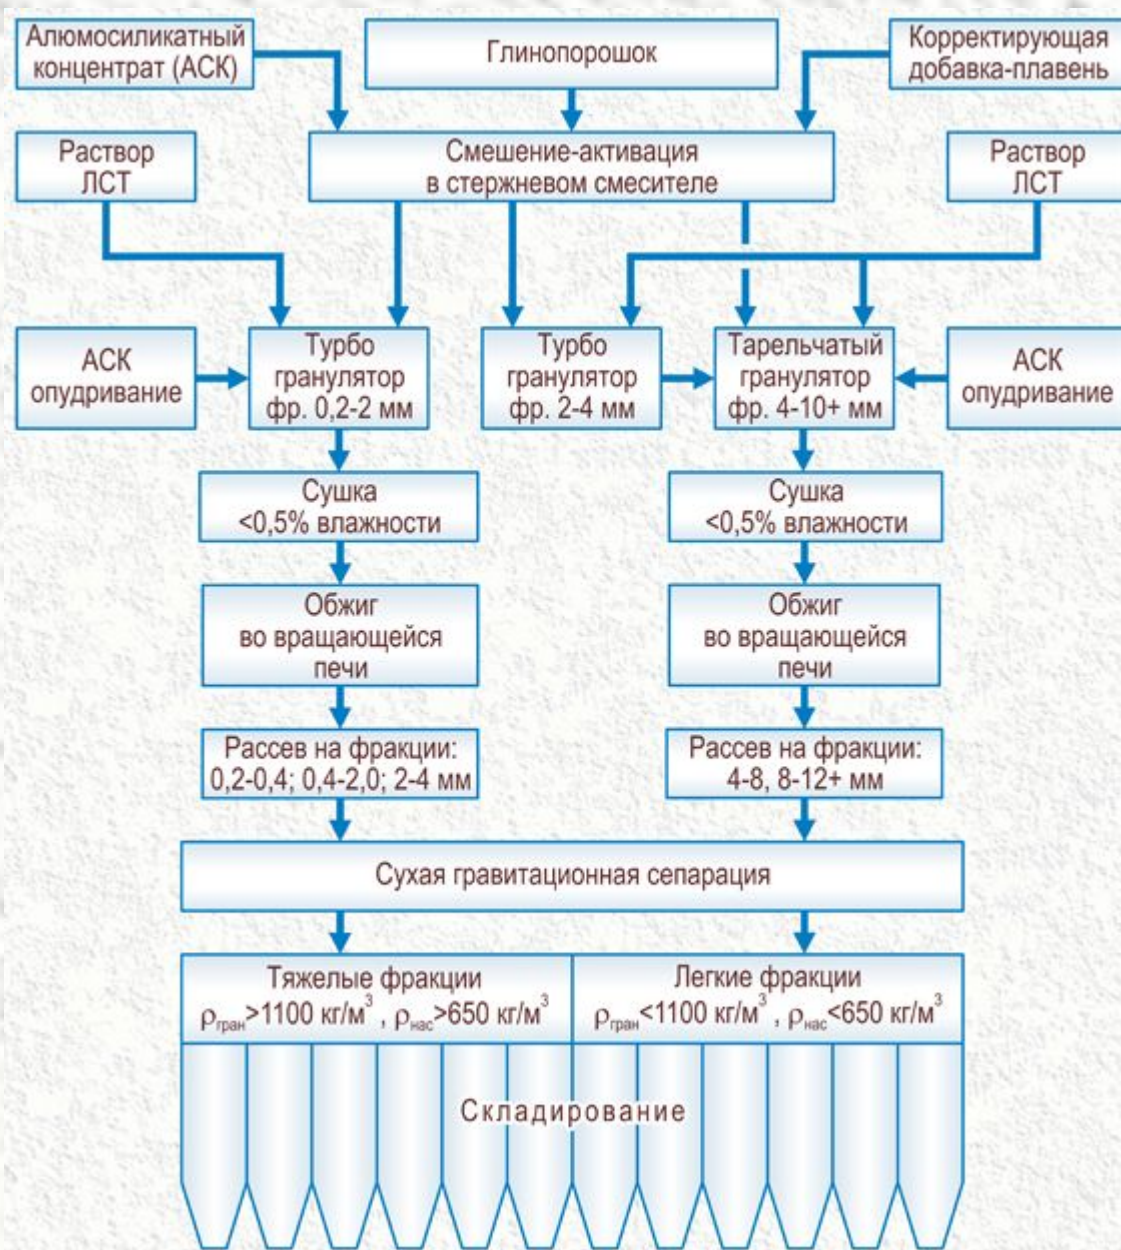 Алюмосиликатный
концентрат (АСК)
Глинопорошок
Корректирующая
добавка-плавень
Раствор
ЛСТ
Смешение-активация
в стержневом смесителе
Раствор
ЛСТ
АСК
опудривание
Турбо
гранулятор
фр. 0,2-2 мм
Турбо
гранулятор
фр. 2-4 мм
Тарельчатый
гранулятор
фр. 4-10+ мм
АСК
опудривание
Сушка
<0,5% влажности
Сушка
<0,5% влажности
Обжиг
во вращающейся
печи
Обжиг
во вращающейся
печи
Рассев на фракции:
0,2-0,4; 0,4-2,0; 2-4 мм
Рассев на фракции:
4-8, 8-12+ мм
Сухая гравитационная сепарация
Тяжелые фракции
ρгран>1100 кг/м³ , ρнас>650 кг/м³
Легкие фракции
ρгран<1100 кг/м³ , ρнас<650 кг/м³
Складирование